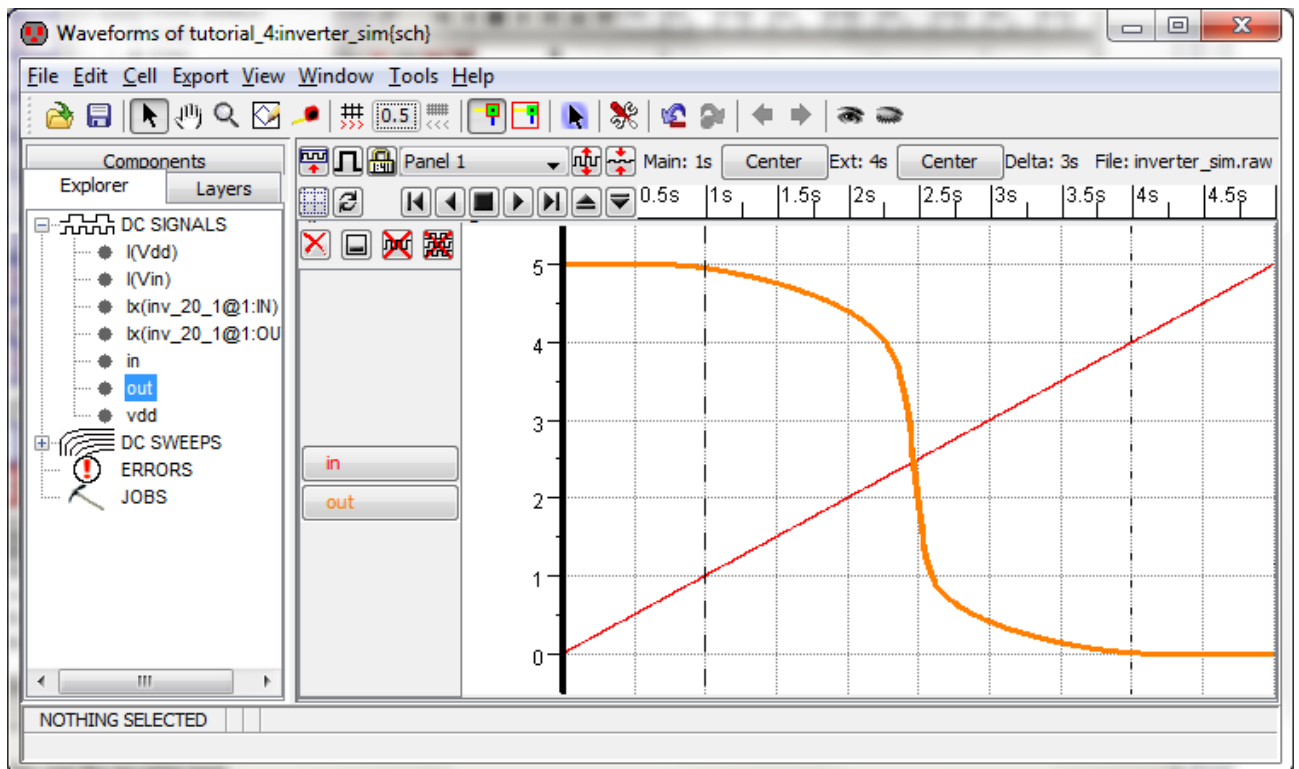 Waveforms of tutorial_4:inverter_sim{sch}
File Edit Cell Export View Window Tools Help
0.5
Components
Explorer Layers
Panel 1 Main: 1s Center Ext: 4s Center Delta: 3s File: inverter_sim.raw
0.5s 1s 1.5s 2s 2.5s 3s 3.5s 4s 4.5s
DC SIGNALS
I(Vdd)
I(Vin)
Ix(inv_20_1@1:IN)
Ix(inv_20_1@1:OU
in
out
vdd
DC SWEEPS
ERRORS
JOBS
in
out
5
4
3
2
1
0
NOTHING SELECTED